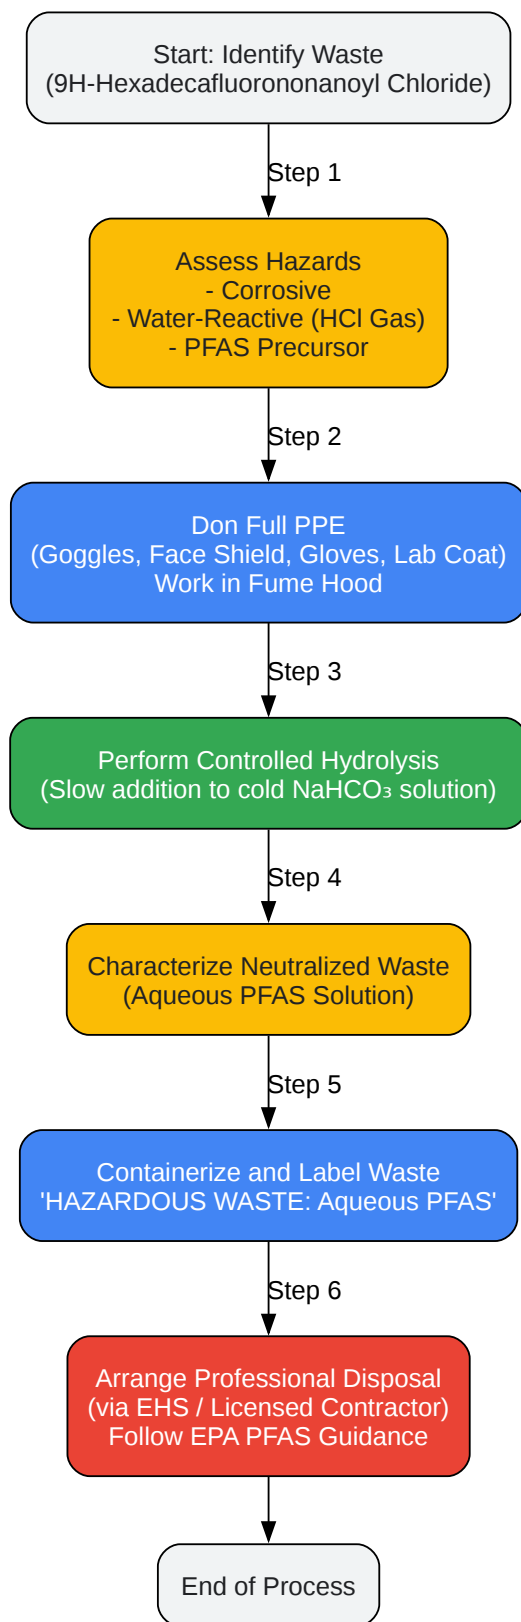 Start: Identify Waste
(9H-Hexadecafluorononanoyl Chloride)
Step 1
Assess Hazards
- Corrosive
- Water-Reactive (HCl Gas)
- PFAS Precursor
Step 2
Don Full PPE
(Goggles, Face Shield, Gloves, Lab Coat)
Work in Fume Hood
Step 3
Perform Controlled Hydrolysis
(Slow addition to cold NaHCO₃ solution)
Step 4
Characterize Neutralized Waste
(Aqueous PFAS Solution)
Step 5
Containerize and Label Waste
'HAZARDOUS WASTE: Aqueous PFAS'
Step 6
Arrange Professional Disposal
(via EHS / Licensed Contractor)
Follow EPA PFAS Guidance
End of Process